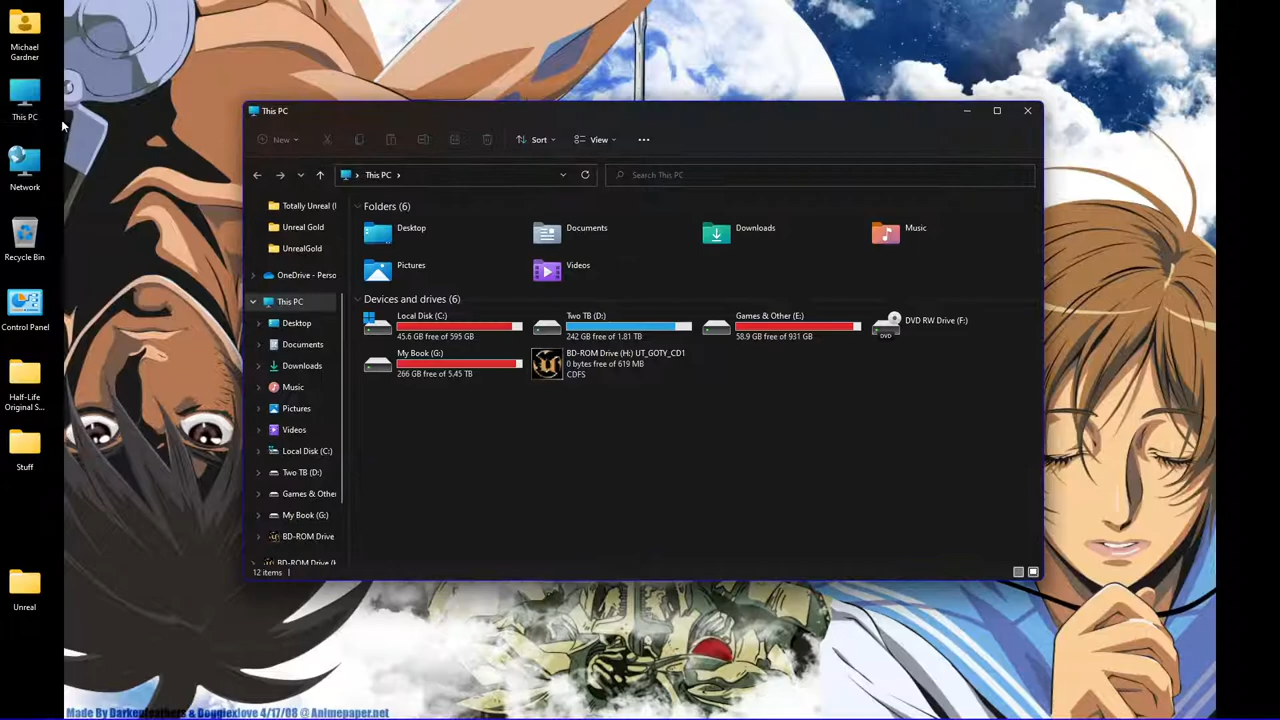 Michael
Gardner
This PC
Network
Recycle Bin
Control Panel
Half-Life
Original S...
Stuff
Unreal
This PC
New
Sort
View
This PC
Search This PC
Totally Unreal (
Unreal Gold
UnrealGold
OneDrive - Perso
This PC
Desktop
Documents
Downloads
Music
Pictures
Videos
Local Disk (C:)
Two TB (D:)
Games & Othe
My Book (G:)
BD-ROM Drive
BD-ROM Drive (H
12 items
Folders (6)
Desktop
Documents
Downloads
Music
Pictures
Videos
Devices and drives (6)
Local Disk (C:)
45.6 GB free of 595 GB
Two TB (D:)
242 GB free of 1.81 TB
Games & Other (E:)
58.9 GB free of 931 GB
DVD RW Drive (F:)
DVD
My Book (G:)
266 GB free of 5.45 TB
BD-ROM Drive (H:) UT_GOTY_CD1
0 bytes free of 619 MB
CDFS
Made By Darkenfeathers & Doggiexlove 4/17/08 @ Animepaper.net